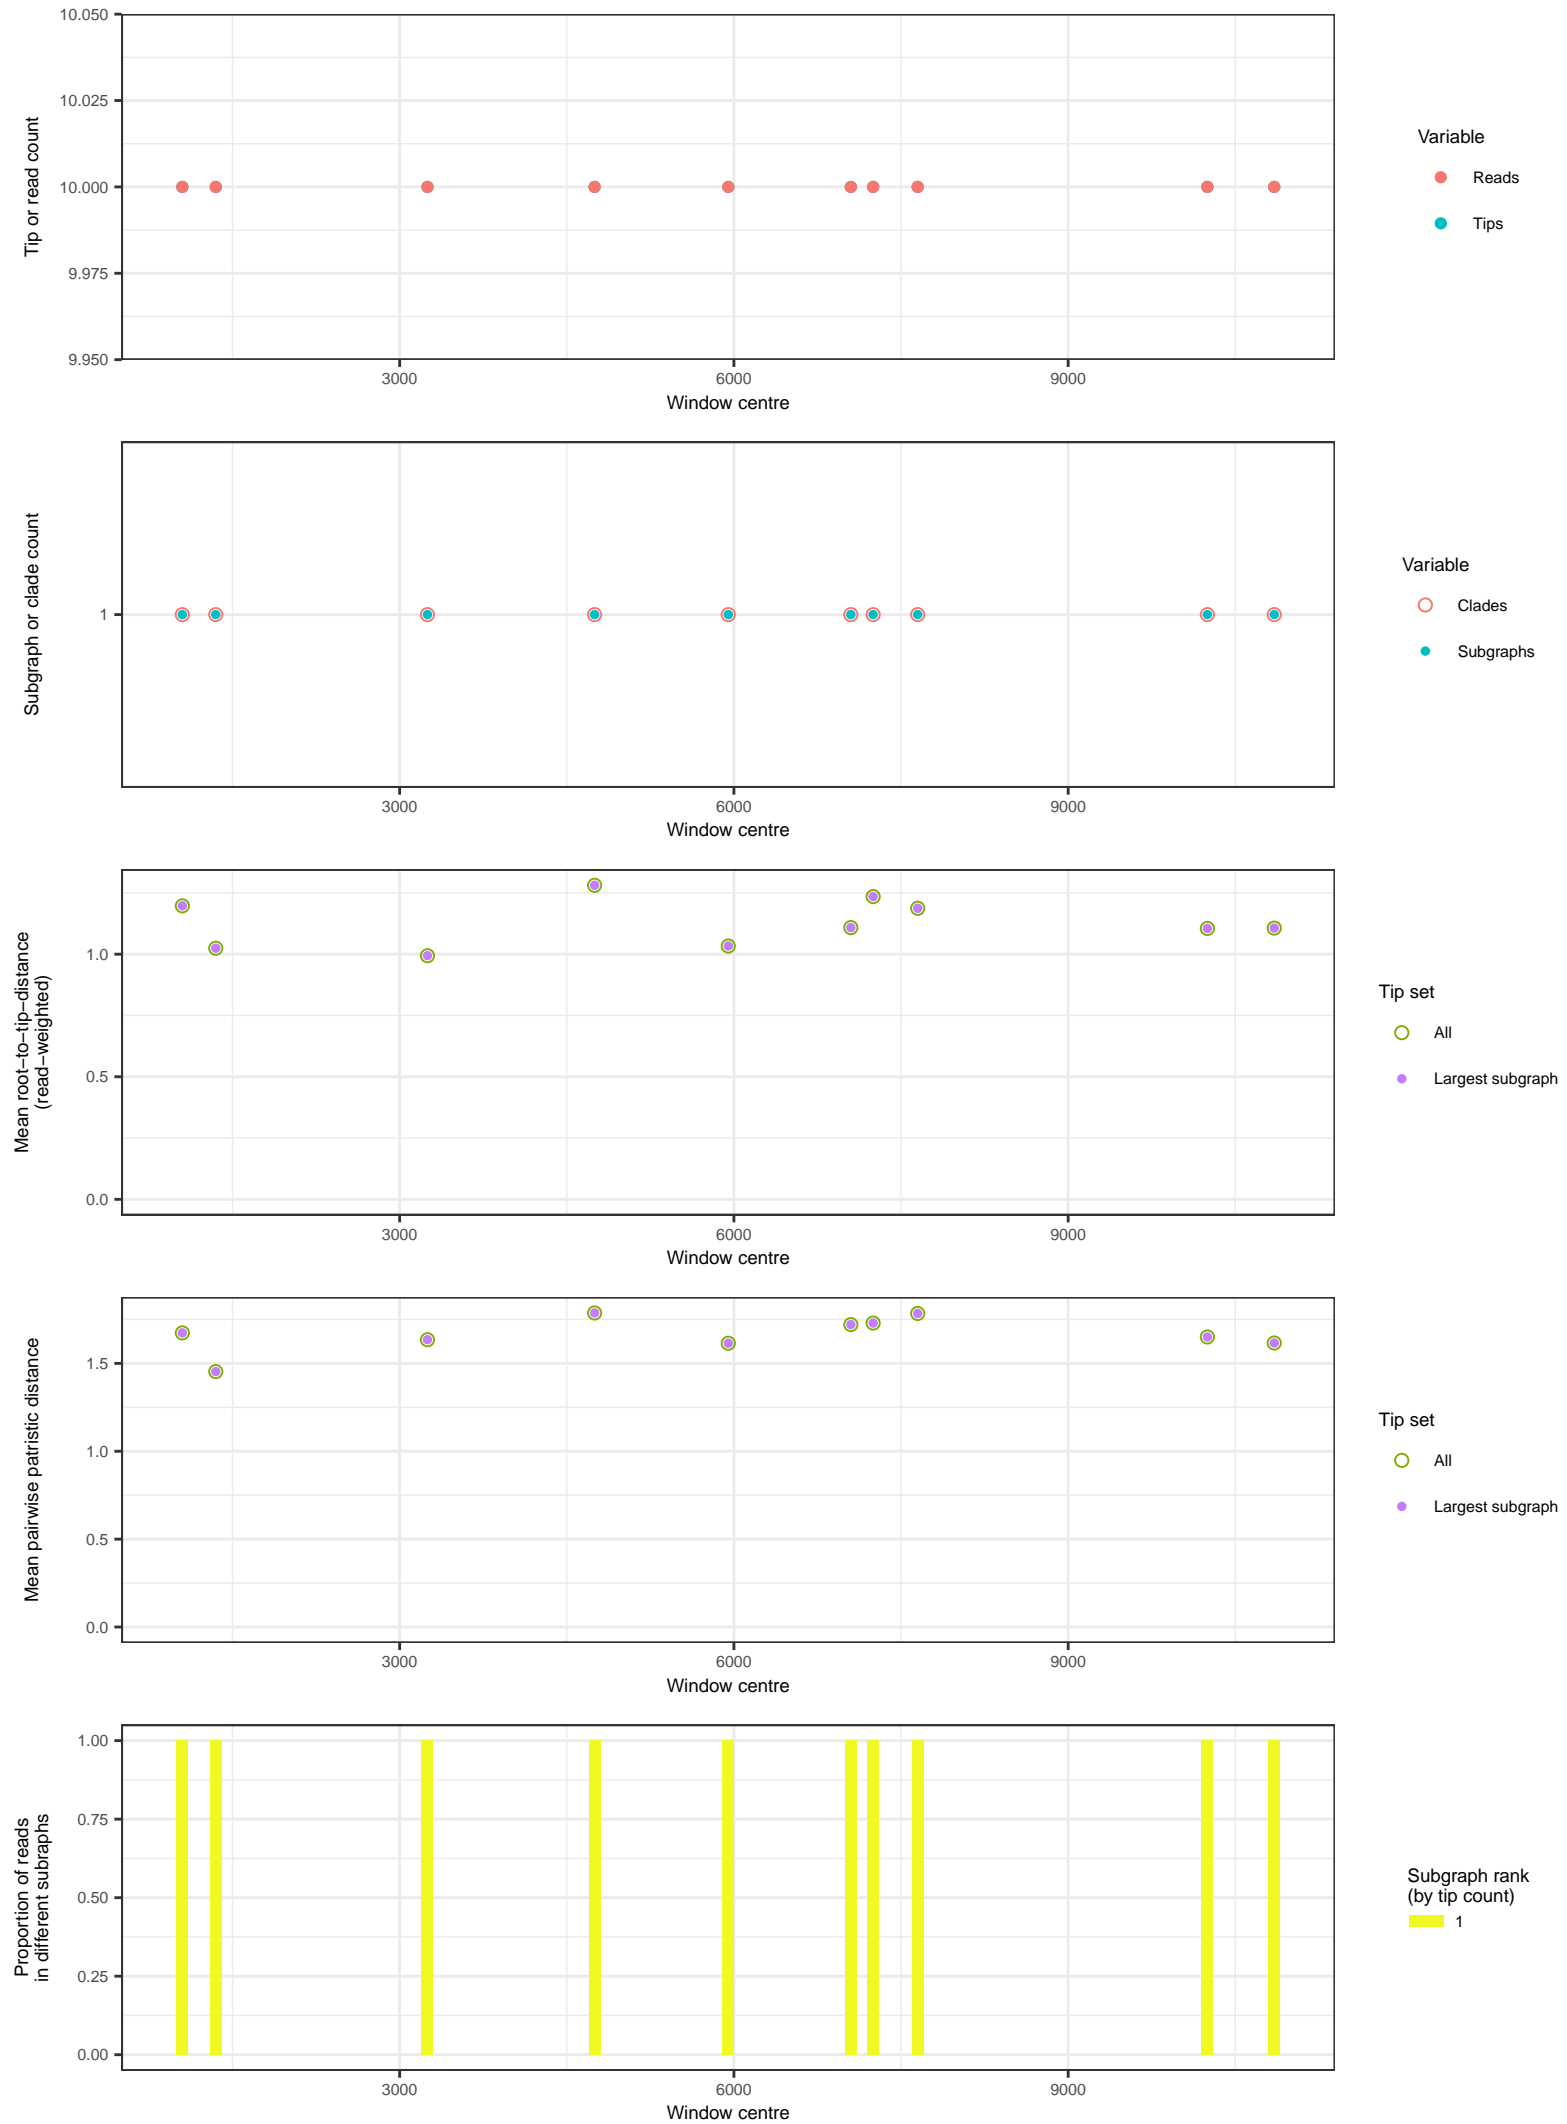 10.050
10.025
10.000
9.975
9.950
Tip or read count
3000
6000
9000
Window centre
Variable
Reads
Tips
1
Subgraph or clade count
3000
6000
9000
Window centre
Variable
Clades
Subgraphs
1.0
0.5
0.0
Mean root−to−tip−distance
(read−weighted)
3000
6000
9000
Window centre
Tip set
All
Largest subgraph
1.5
1.0
0.5
0.0
Mean pairwise patristic distance
3000
6000
9000
Window centre
Tip set
All
Largest subgraph
1.00
0.75
0.50
0.25
0.00
Proportion of reads
in different subraphs
3000
6000
9000
Window centre
Subgraph rank
(by tip count)
1